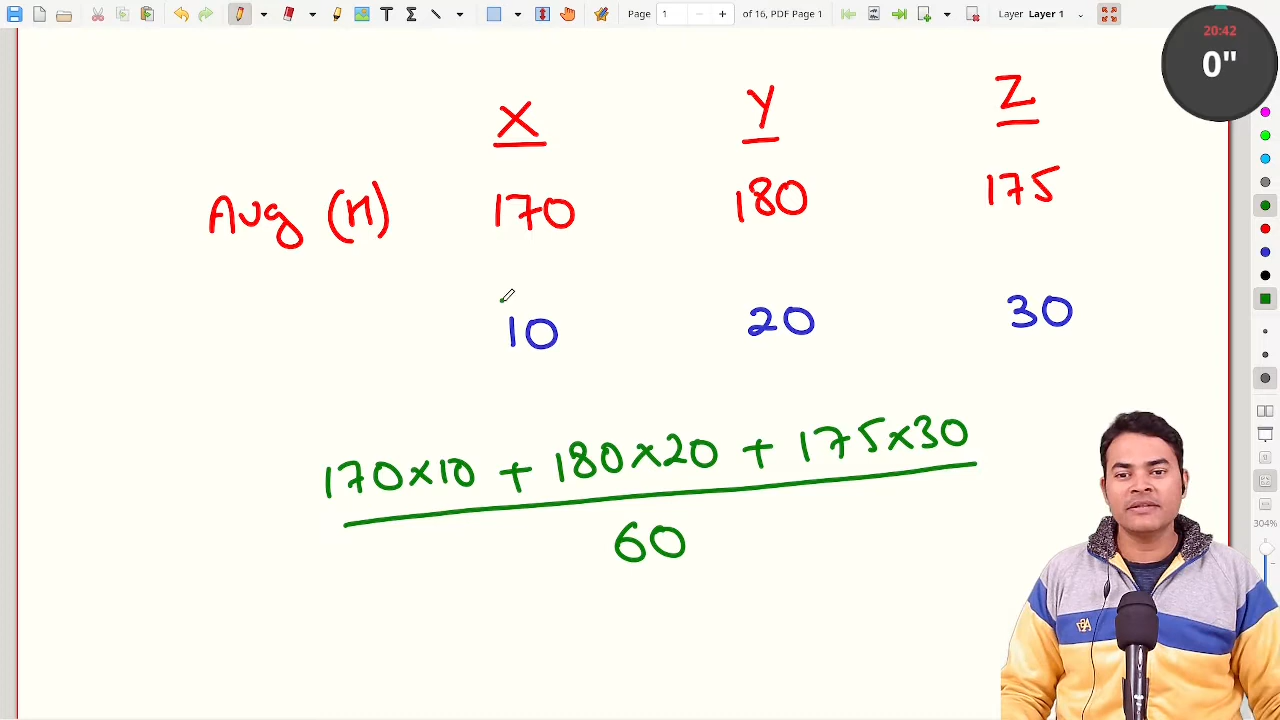 Page 1 of 16, PDF Page 1 Layer Layer 1
20:42
0"
X Y Z
Avg (H) 170 180 175
10 20 30
170×10 + 180×20 + 175×30
60
304%